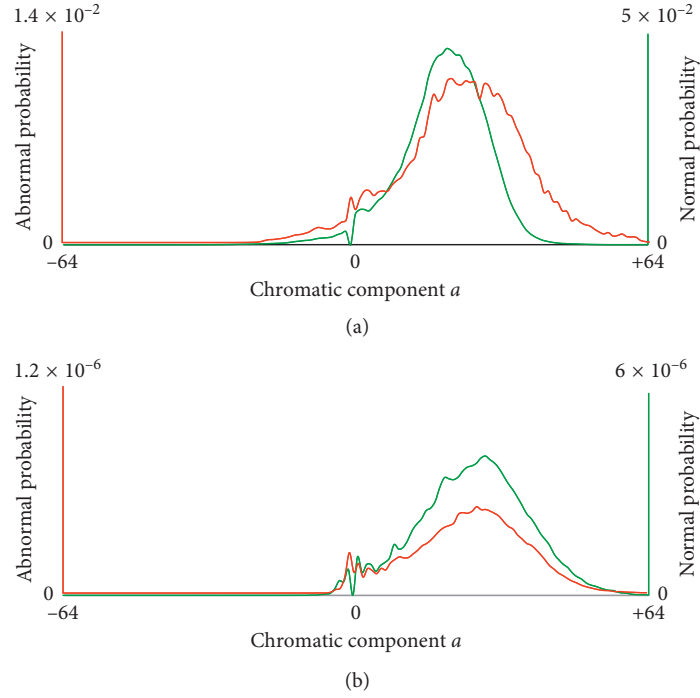 1.4 × 10⁻²
5 × 10⁻²
Abnormal probability
Normal probability
0
0
−64
0
+64
Chromatic component a
(a)
1.2 × 10⁻⁶
6 × 10⁻⁶
Abnormal probability
Normal probability
0
0
−64
0
+64
Chromatic component a
(b)